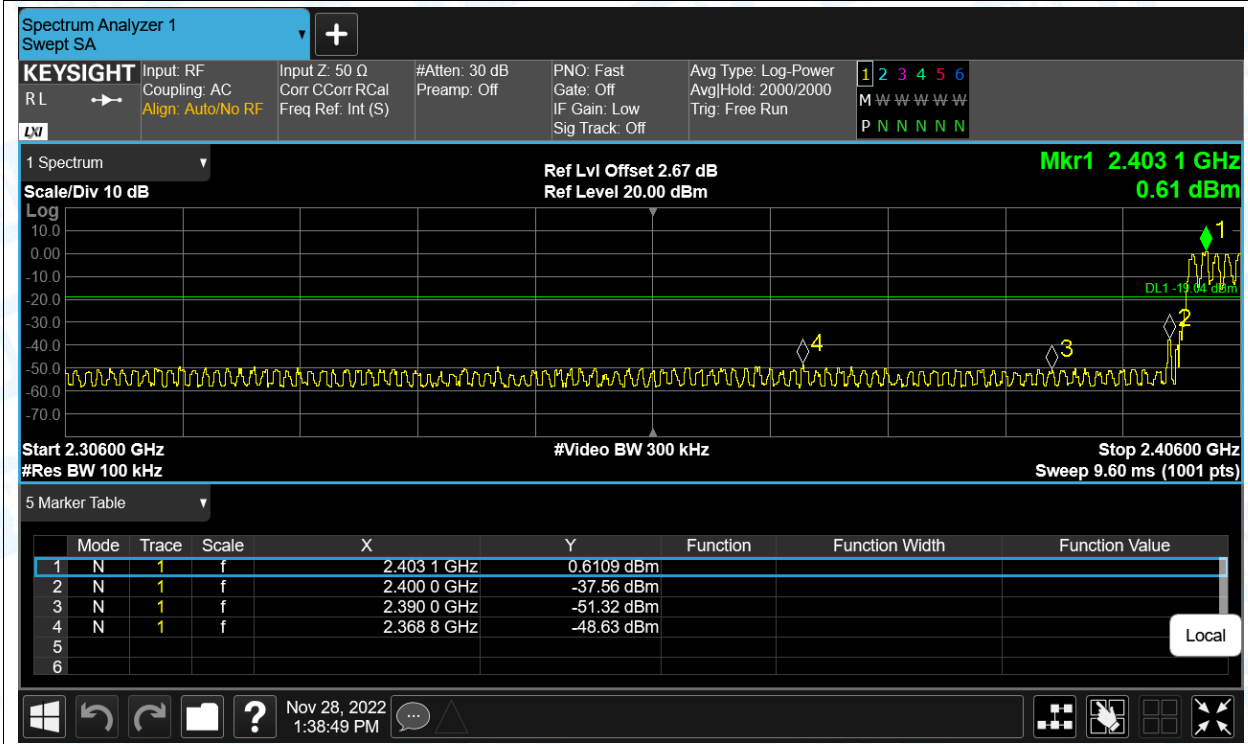 Spectrum Analyzer 1
Swept SA
KEYSIGHT
R L
LXI
Input: RF
Coupling: AC
Align: Auto/No RF
Input Z: 50 Ω
Corr CCorr RCal
Freq Ref: Int (S)
#Atten: 30 dB
Preamp: Off
PNO: Fast
Gate: Off
IF Gain: Low
Sig Track: Off
Avg Type: Log-Power
Avg|Hold: 2000/2000
Trig: Free Run
1 2 3 4 5 6
M W W W W W W
P N N N N N N
1 Spectrum
Scale/Div 10 dB
Ref Lvl Offset 2.67 dB
Ref Level 20.00 dBm
Mkr1 2.403 1 GHz
0.61 dBm
Log
10.0
0.00
-10.0
-20.0
-30.0
-40.0
-50.0
-60.0
-70.0
1
DL1 -19.04 dBm
2
4
3
Start 2.30600 GHz
#Video BW 300 kHz
Stop 2.40600 GHz
#Res BW 100 kHz
Sweep 9.60 ms (1001 pts)
5 Marker Table
Mode Trace Scale X Y Function Function Width Function Value
1 N 1 f 2.403 1 GHz 0.6109 dBm
2 N 1 f 2.400 0 GHz -37.56 dBm
3 N 1 f 2.390 0 GHz -51.32 dBm
4 N 1 f 2.368 8 GHz -48.63 dBm
5
6
Local
?
Nov 28, 2022
1:38:49 PM